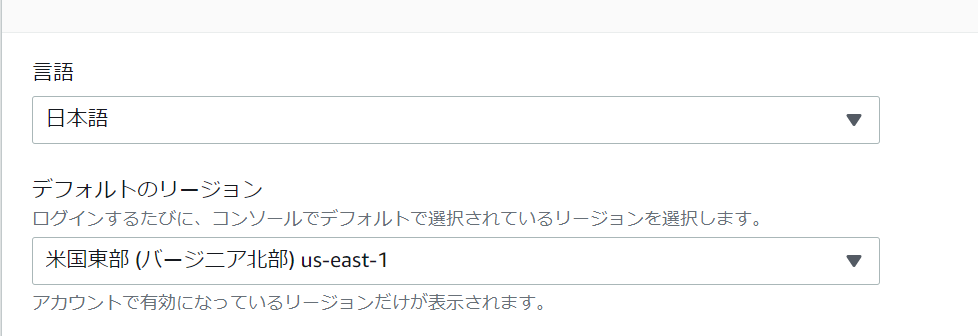 言語
日本語
デフォルトのリージョン
ログインするたびに、コンソールでデフォルトで選択されているリージョンを選択します。
米国東部 (バージニア北部) us-east-1
アカウントで有効になっているリージョンだけが表示されます。